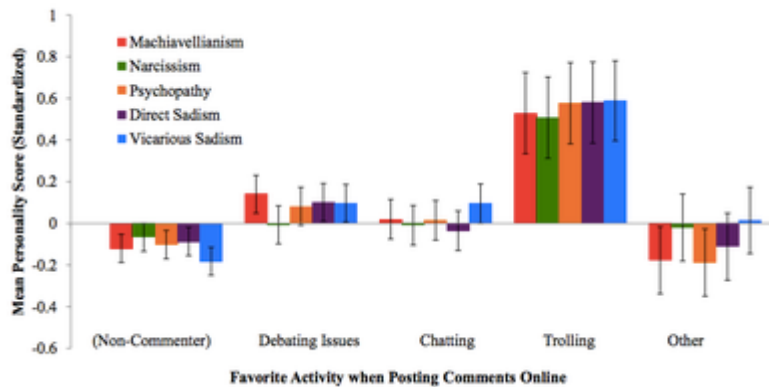 1
0.8
0.6
0.4
0.2
0
-0.2
-0.4
-0.6
Mean Personality Score (Standardized)
Machiavellianism
Narcissism
Psychopathy
Direct Sadism
Vicarious Sadism
(Non-Commenter) Debating Issues Chatting Trolling Other
Favorite Activity when Posting Comments Online